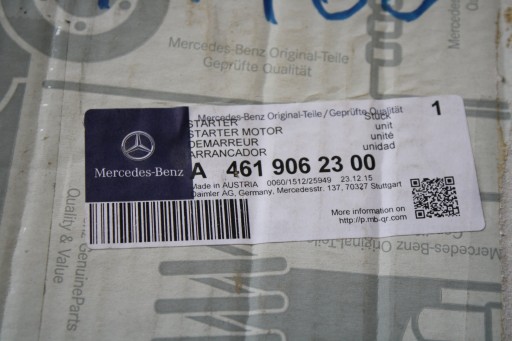 Mercedes-Benz Original-Teile
Geprüfte Qualität
Mercedes-Benz Original-Teile / Geprüfte Qualität
1
STARTER
Stück
STARTER MOTOR
unit
DEMARREUR
unité
ARRANCADOR
unidad
Mercedes-Benz
A 461 906 23 00
Made in AUSTRIA 0060/1512/25949 23.12.15
Daimler AG, Germany, Mercedesstr. 137, 70327 Stuttgart
More information on
http://p.mb-qr.com
GenuineParts
Quality & Value
Mercedes-Benz
Original-Teile